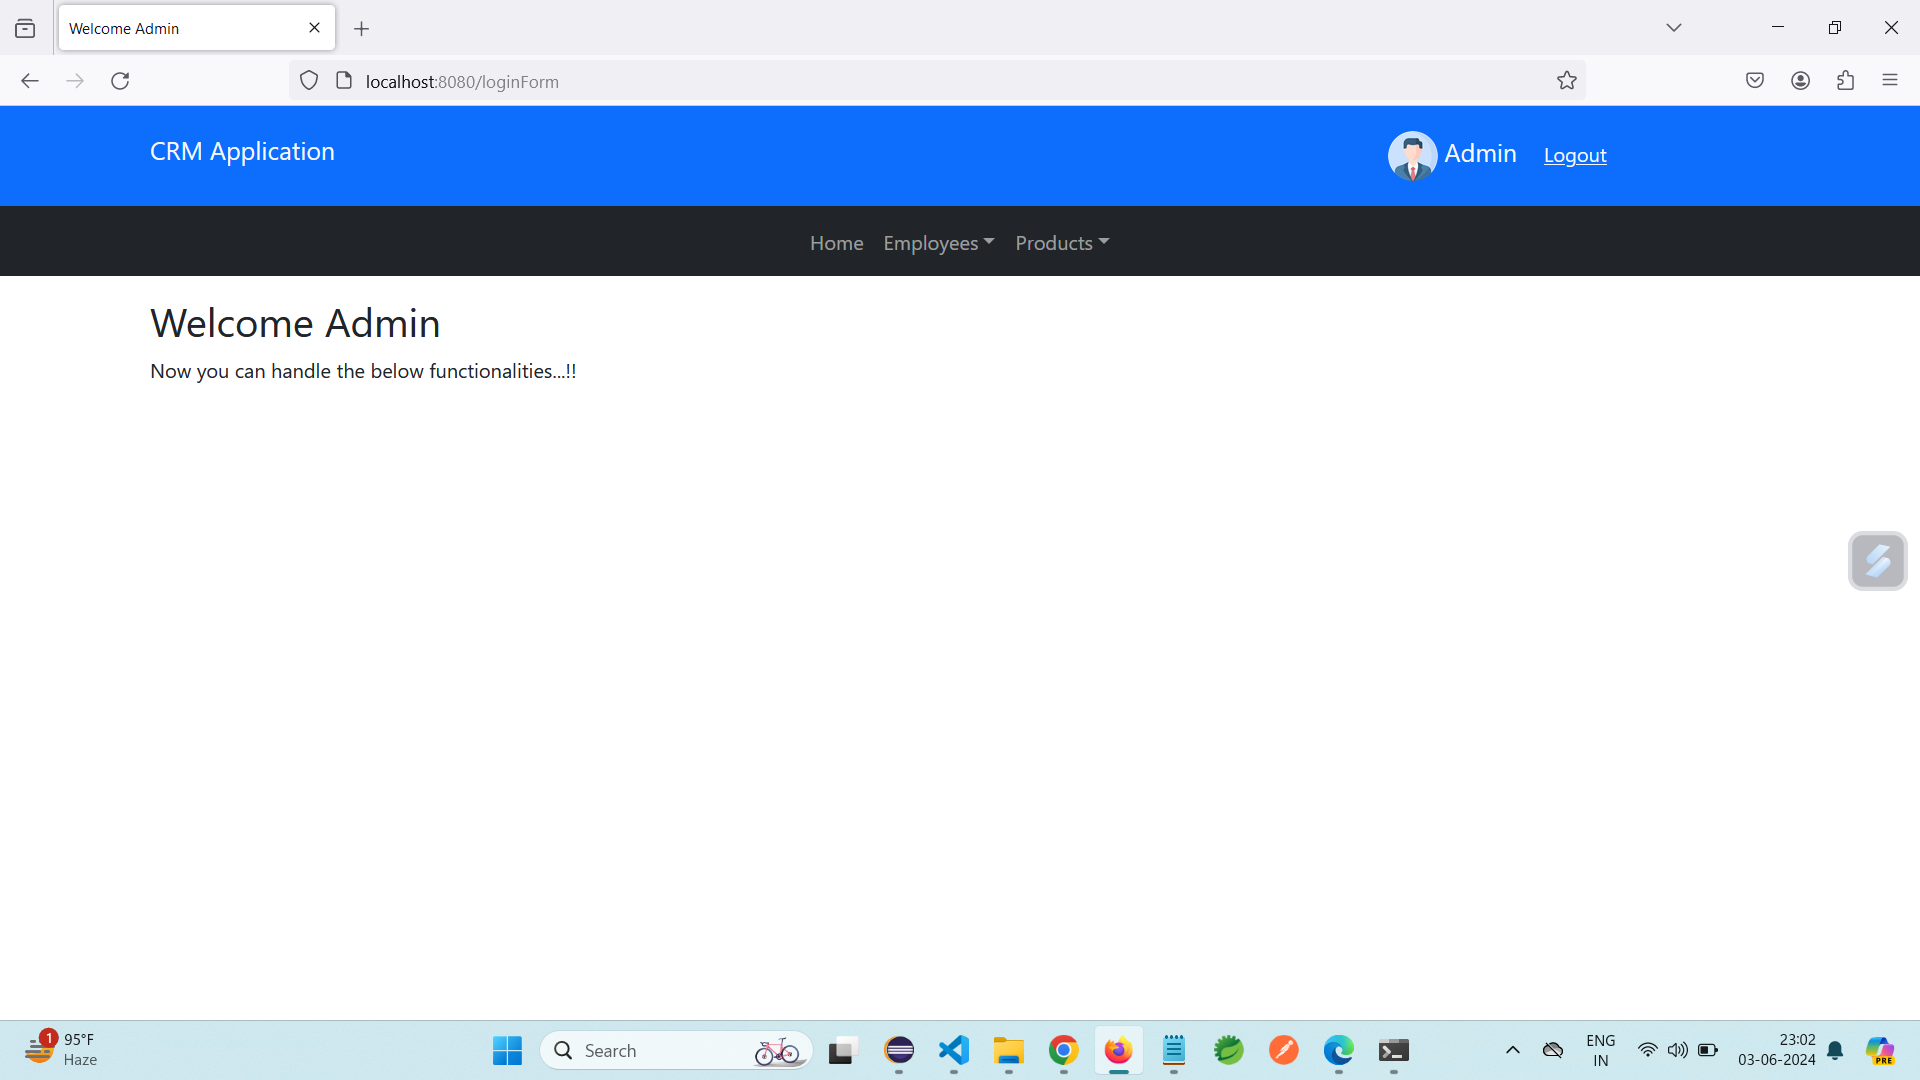 Welcome Admin
localhost:8080/loginForm
CRM Application
Admin
Logout
Home
Employees
Products
Welcome Admin
Now you can handle the below functionalities...!!
1
95°F
Haze
Search
ENG
IN
23:02
03-06-2024
PRE